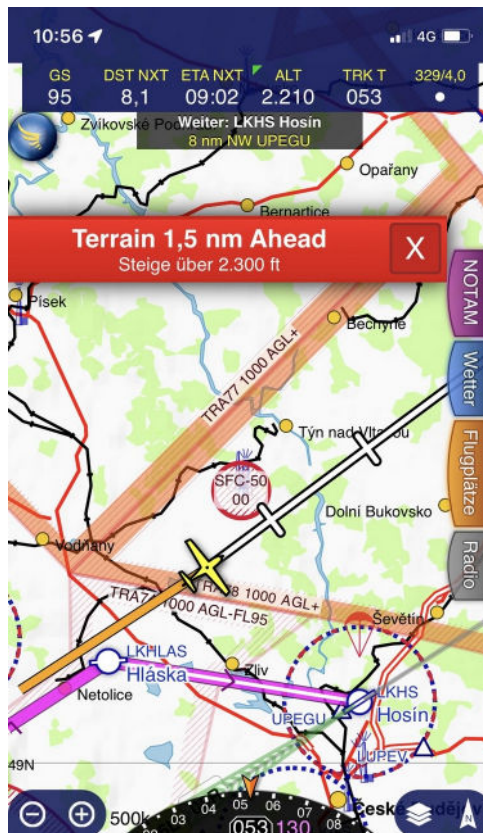 10:56
4G
GS DST NXT ETA NXT ALT TRK T 329/4,0
95 8,1 09:02 2.210 053
Weiter: LKHS Hosín
8 nm NW UPEGU
Opařany
Bernartice
Terrain 1,5 nm Ahead
Steige über 2.300 ft
X
NOTAM
Písek
Bechyně
Wetter
TRA77 1000 AGL+
Flugplätze
Týn nad Vltavou
SFC-50
00
Dolní Bukovsko
Radio
Vodňany
1000 AGL+
1000 AGL-FL95
Ševětín
LKHLAS
Hláska
Zliv
Netolice
LKHS
Hosín
UPEGU
LUPEV
49N
500k
03 04 05 06 07 08
053 130
N